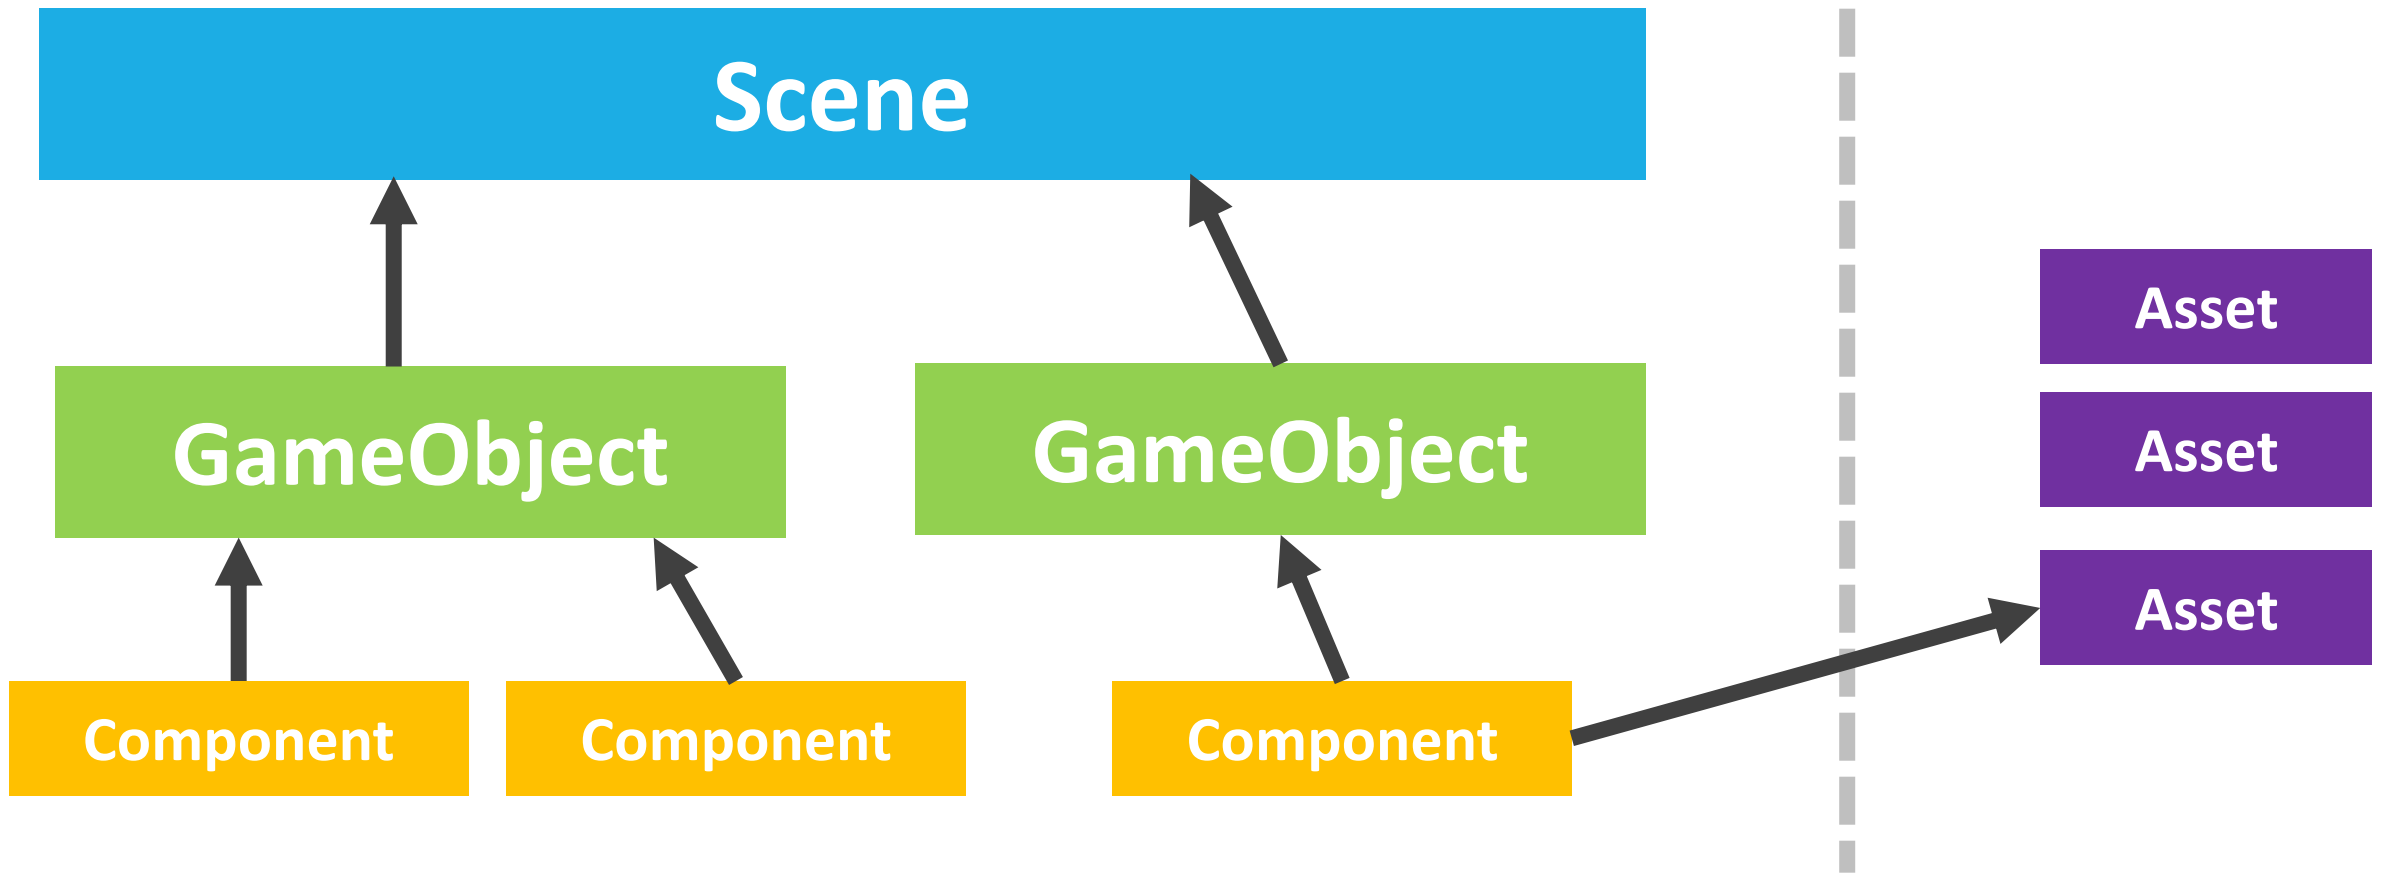 Scene
Asset
GameObject
GameObject
Asset
Asset
Component
Component
Component